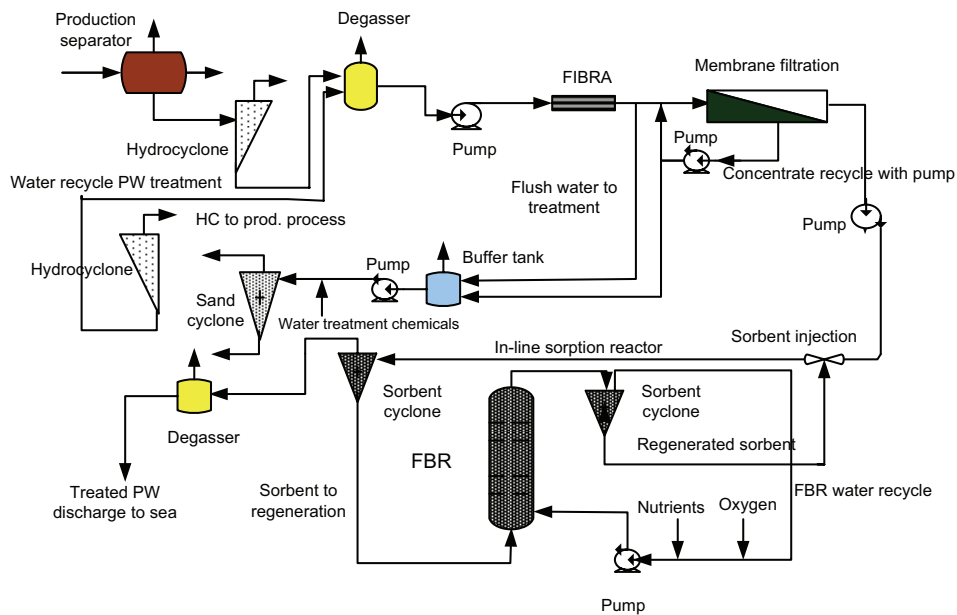 Production
separator
Degasser
FIBRA
Membrane filtration
Hydrocyclone
Pump
Pump
Concentrate recycle with pump
Water recycle PW treatment
Flush water to
treatment
HC to prod. process
Pump
Hydrocyclone
Pump
Buffer tank
Sand
cyclone
Water treatment chemicals
Sorbent injection
In-line sorption reactor
Sorbent
cyclone
Sorbent
cyclone
Degasser
FBR
Regenerated sorbent
Treated PW
discharge to sea
Sorbent to
regeneration
FBR water recycle
Nutrients
Oxygen
Pump